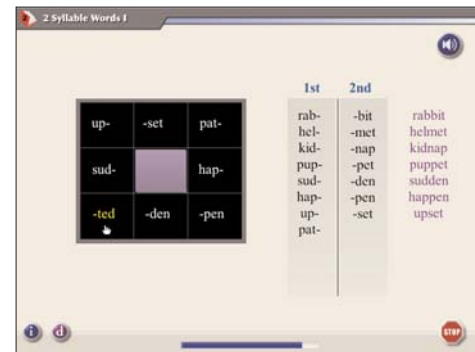 2 Syllable Words I
up- -set pat-
sud- hap-
-ted -den -pen
1st 2nd
rab- -bit rabbit
hel- -met helmet
kid- -nap kidnap
pup- -pet puppet
sud- -den sudden
hap- -pen happen
up- -set upset
pat-
i d STOP